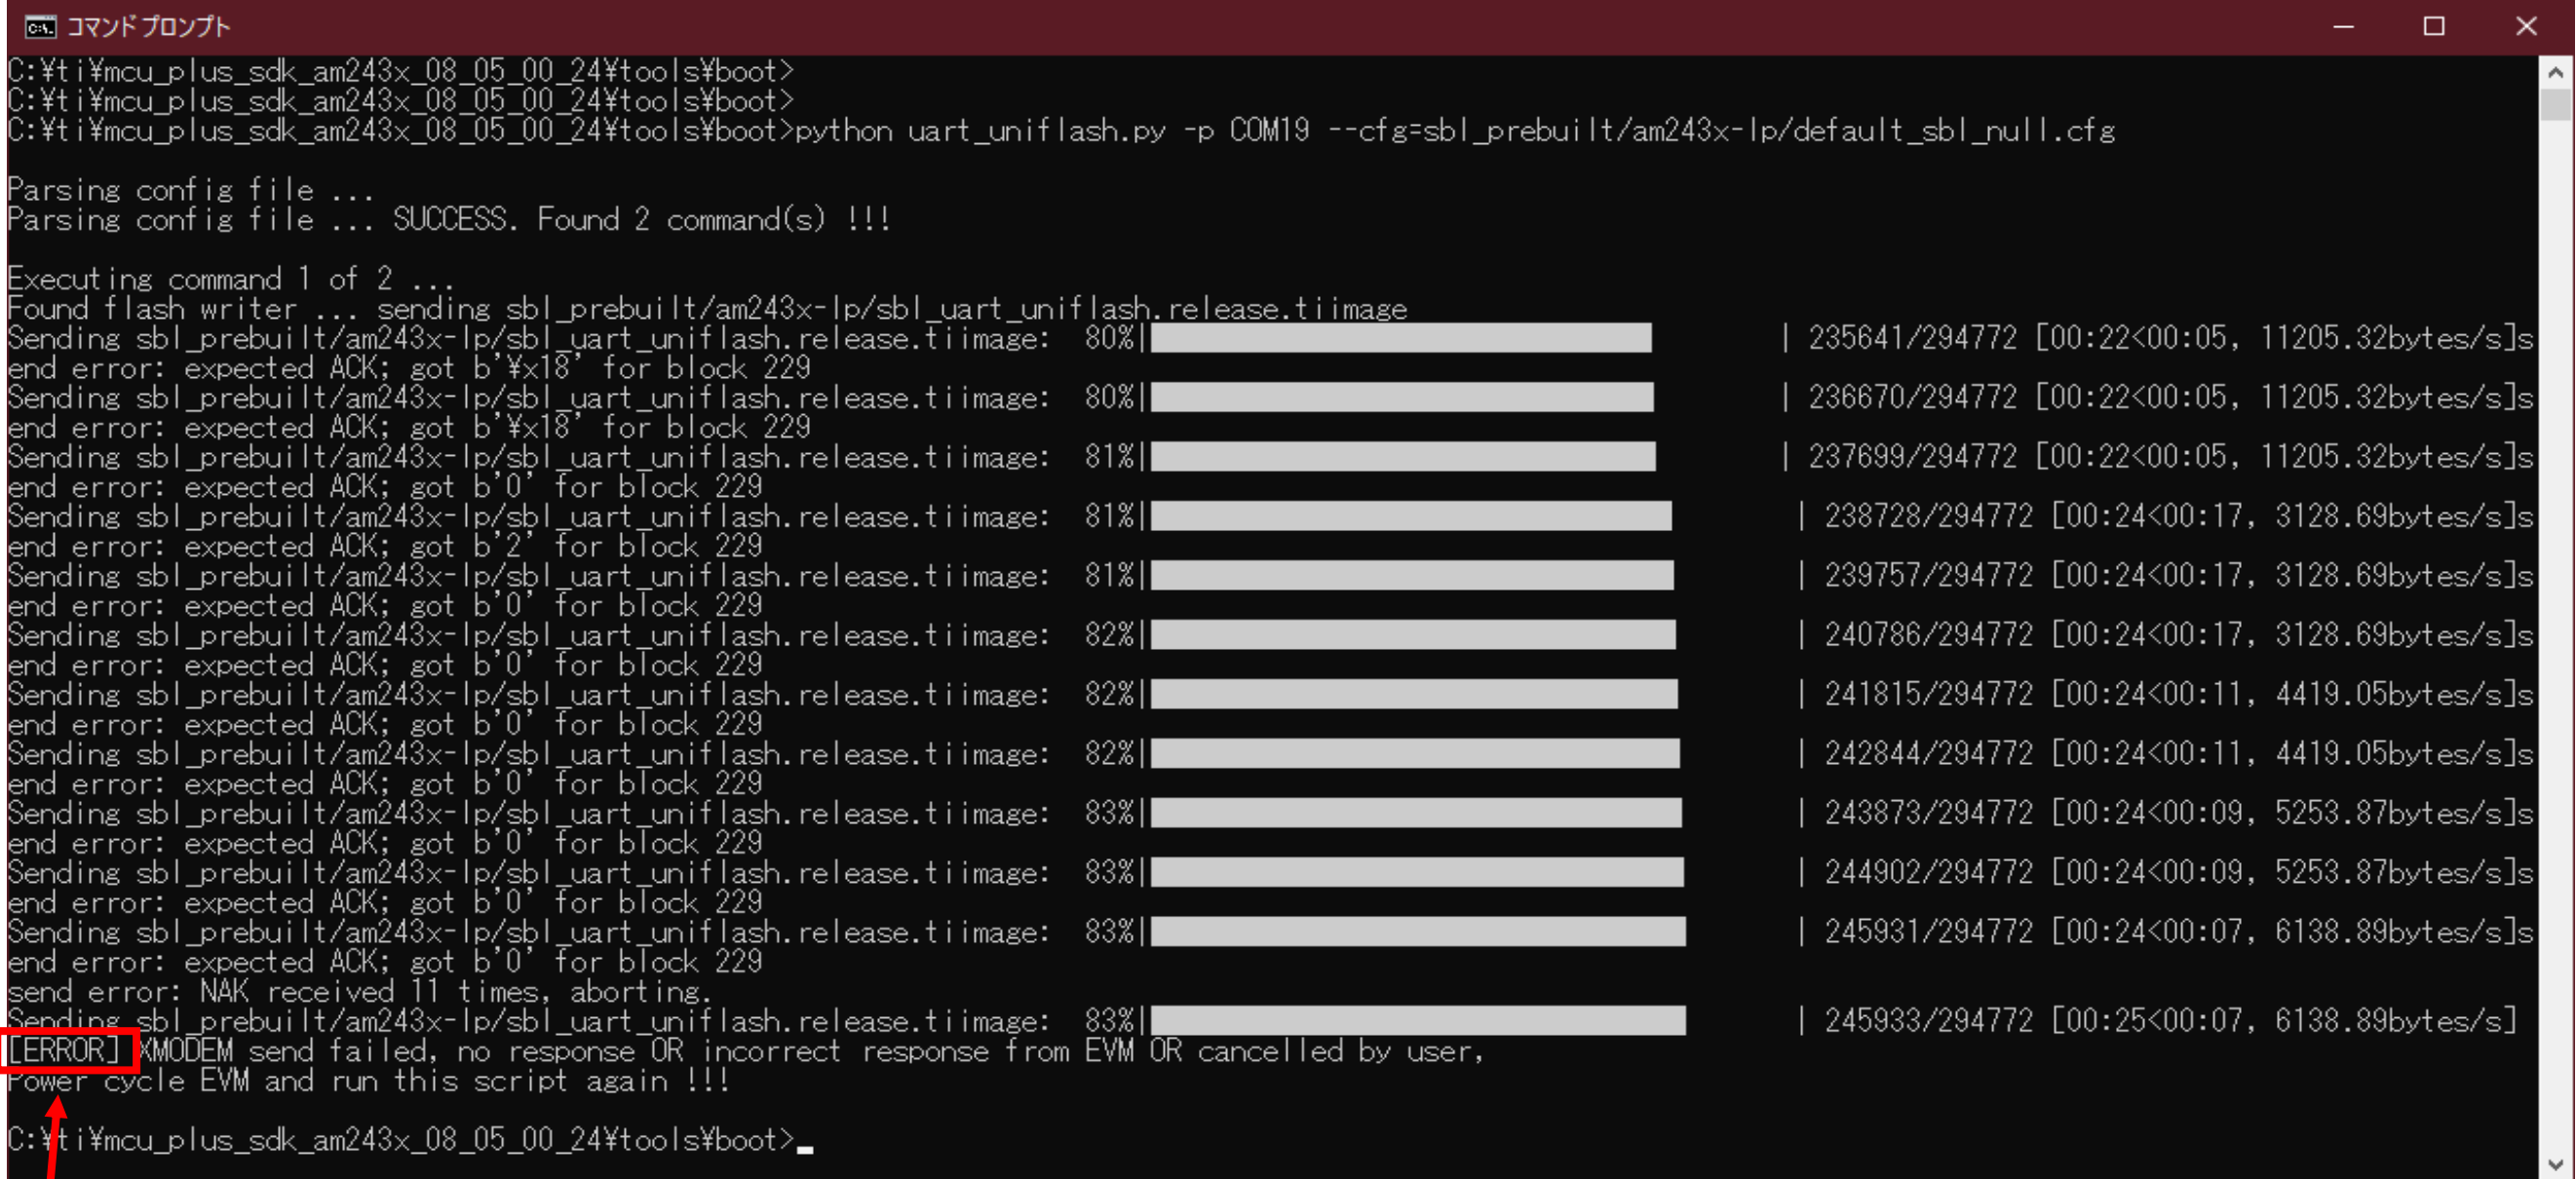 コマンド プロンプト
C:¥ti¥mcu_plus_sdk_am243x_08_05_00_24¥tools¥boot>
C:¥ti¥mcu_plus_sdk_am243x_08_05_00_24¥tools¥boot>
C:¥ti¥mcu_plus_sdk_am243x_08_05_00_24¥tools¥boot>python uart_uniflash.py -p COM19 --cfg=sbl_prebuilt/am243x-lp/default_sbl_null.cfg
Parsing config file ...
Parsing config file ... SUCCESS. Found 2 command(s) !!!
Executing command 1 of 2 ...
Found flash writer ... sending sbl_prebuilt/am243x-lp/sbl_uart_uniflash.release.tiimage
Sending sbl_prebuilt/am243x-lp/sbl_uart_uniflash.release.tiimage:  80%| | 235641/294772 [00:22<00:05, 11205.32bytes/s]s
end error: expected ACK; got b'¥x18' for block 229
Sending sbl_prebuilt/am243x-lp/sbl_uart_uniflash.release.tiimage:  80%| | 236670/294772 [00:22<00:05, 11205.32bytes/s]s
end error: expected ACK; got b'¥x18' for block 229
Sending sbl_prebuilt/am243x-lp/sbl_uart_uniflash.release.tiimage:  81%| | 237699/294772 [00:22<00:05, 11205.32bytes/s]s
end error: expected ACK; got b'0' for block 229
Sending sbl_prebuilt/am243x-lp/sbl_uart_uniflash.release.tiimage:  81%| | 238728/294772 [00:24<00:17, 3128.69bytes/s]s
end error: expected ACK; got b'2' for block 229
Sending sbl_prebuilt/am243x-lp/sbl_uart_uniflash.release.tiimage:  81%| | 239757/294772 [00:24<00:17, 3128.69bytes/s]s
end error: expected ACK; got b'0' for block 229
Sending sbl_prebuilt/am243x-lp/sbl_uart_uniflash.release.tiimage:  82%| | 240786/294772 [00:24<00:17, 3128.69bytes/s]s
end error: expected ACK; got b'0' for block 229
Sending sbl_prebuilt/am243x-lp/sbl_uart_uniflash.release.tiimage:  82%| | 241815/294772 [00:24<00:11, 4419.05bytes/s]s
end error: expected ACK; got b'0' for block 229
Sending sbl_prebuilt/am243x-lp/sbl_uart_uniflash.release.tiimage:  82%| | 242844/294772 [00:24<00:11, 4419.05bytes/s]s
end error: expected ACK; got b'0' for block 229
Sending sbl_prebuilt/am243x-lp/sbl_uart_uniflash.release.tiimage:  83%| | 243873/294772 [00:24<00:09, 5253.87bytes/s]s
end error: expected ACK; got b'0' for block 229
Sending sbl_prebuilt/am243x-lp/sbl_uart_uniflash.release.tiimage:  83%| | 244902/294772 [00:24<00:09, 5253.87bytes/s]s
end error: expected ACK; got b'0' for block 229
Sending sbl_prebuilt/am243x-lp/sbl_uart_uniflash.release.tiimage:  83%| | 245931/294772 [00:24<00:07, 6138.89bytes/s]s
end error: expected ACK; got b'0' for block 229
send error: NAK received 11 times, aborting.
Sending sbl_prebuilt/am243x-lp/sbl_uart_uniflash.release.tiimage:  83%| | 245933/294772 [00:25<00:07, 6138.89bytes/s]
[ERROR] XMODEM send failed, no response OR incorrect response from EVM OR cancelled by user,
Power cycle EVM and run this script again !!!
C:¥ti¥mcu_plus_sdk_am243x_08_05_00_24¥tools¥boot>